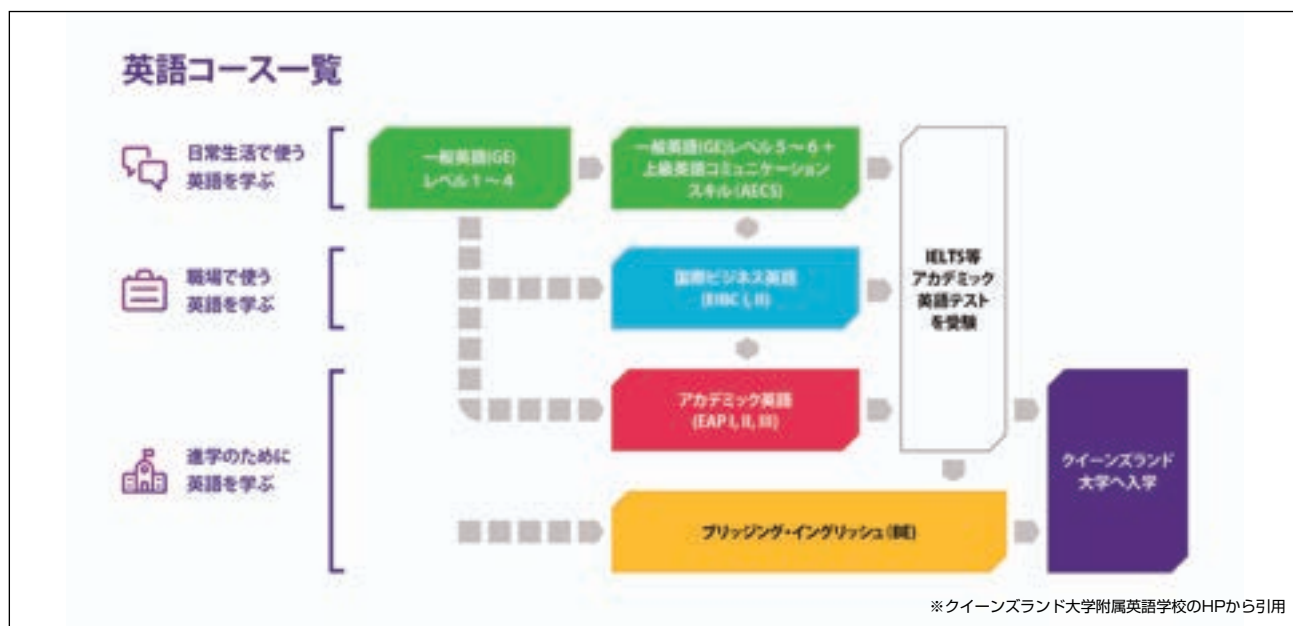 英語コース一覧
日常生活で使う
英語を学ぶ
一般英語(GE)
レベル1～4
一般英語(GE)レベル5～6＋
上級英語コミュニケーション
スキル(AECS)
職場で使う
英語を学ぶ
国際ビジネス英語
(EIBC I, II)
IELTS等
アカデミック
英語テスト
を受験
進学のために
英語を学ぶ
アカデミック英語
(EAP I, II, III)
クイーンズランド
大学へ入学
ブリッジング・イングリッシュ(BE)
※クイーンズランド大学附属英語学校のHPから引用